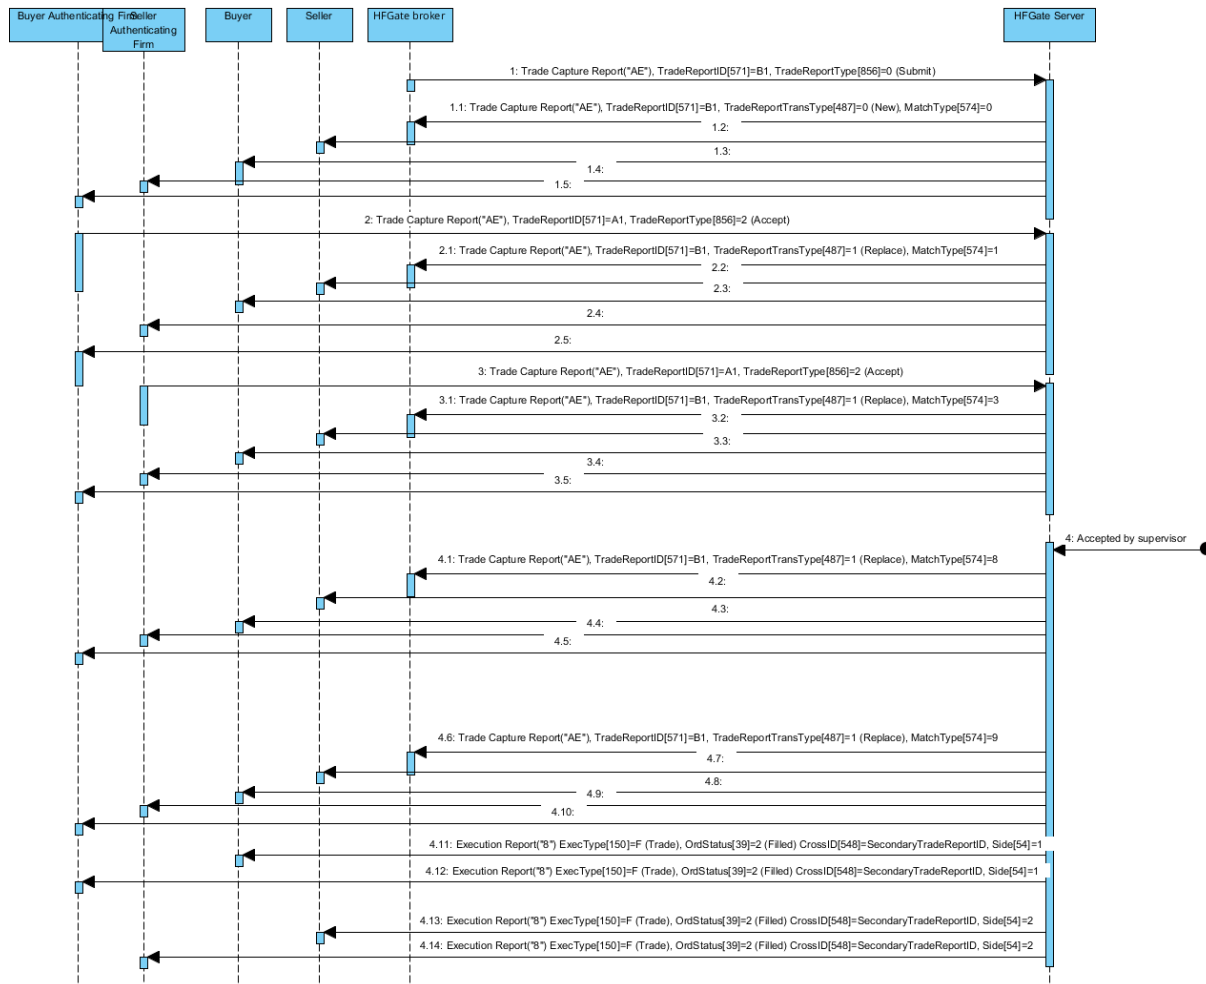 Buyer Authenticating Firm
Seller
Authenticating
Firm
Buyer
Seller
HFGate broker
HFGate Server
1: Trade Capture Report("AE"), TradeReportID[571]=B1, TradeReportType[856]=0 (Submit)
1.1: Trade Capture Report("AE"), TradeReportID[571]=B1, TradeReportTransType[487]=0 (New), MatchType[574]=0
1.2:
1.3:
1.4:
1.5:
2: Trade Capture Report("AE"), TradeReportID[571]=A1, TradeReportType[856]=2 (Accept)
2.1: Trade Capture Report("AE"), TradeReportID[571]=B1, TradeReportTransType[487]=1 (Replace), MatchType[574]=1
2.2:
2.3:
2.4:
2.5:
3: Trade Capture Report("AE"), TradeReportID[571]=A1, TradeReportType[856]=2 (Accept)
3.1: Trade Capture Report("AE"), TradeReportID[571]=B1, TradeReportTransType[487]=1 (Replace), MatchType[574]=3
3.2:
3.3:
3.4:
3.5:
4: Accepted by supervisor
4.1: Trade Capture Report("AE"), TradeReportID[571]=B1, TradeReportTransType[487]=1 (Replace), MatchType[574]=8
4.2:
4.3:
4.4:
4.5:
4.6: Trade Capture Report("AE"), TradeReportID[571]=B1, TradeReportTransType[487]=1 (Replace), MatchType[574]=9
4.7:
4.8:
4.9:
4.10:
4.11: Execution Report("8") ExecType[150]=F (Trade), OrdStatus[39]=2 (Filled) CrossID[548]=SecondaryTradeReportID, Side[54]=1
4.12: Execution Report("8") ExecType[150]=F (Trade), OrdStatus[39]=2 (Filled) CrossID[548]=SecondaryTradeReportID, Side[54]=1
4.13: Execution Report("8") ExecType[150]=F (Trade), OrdStatus[39]=2 (Filled) CrossID[548]=SecondaryTradeReportID, Side[54]=2
4.14: Execution Report("8") ExecType[150]=F (Trade), OrdStatus[39]=2 (Filled) CrossID[548]=SecondaryTradeReportID, Side[54]=2